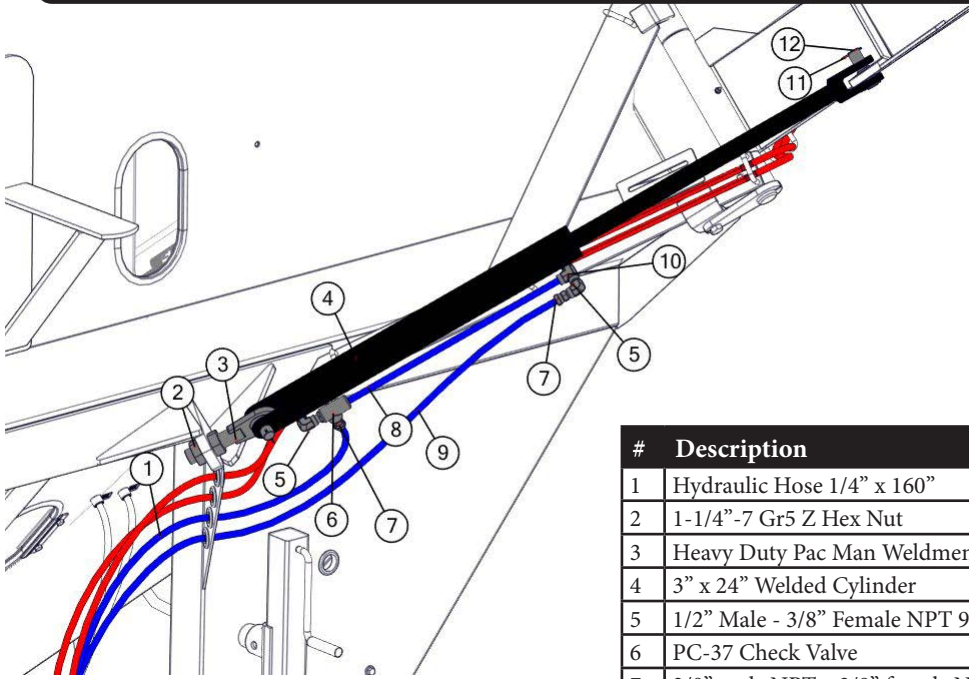 12
11
10
4
5
3
7
2
8
9
1
5
6
7
# Description
1 Hydraulic Hose 1/4” x 160”
2 1-1/4”-7 Gr5 Z Hex Nut
3 Heavy Duty Pac Man Weldmen
4 3” x 24” Welded Cylinder
5 1/2” Male - 3/8” Female NPT 9
6 PC-37 Check Valve